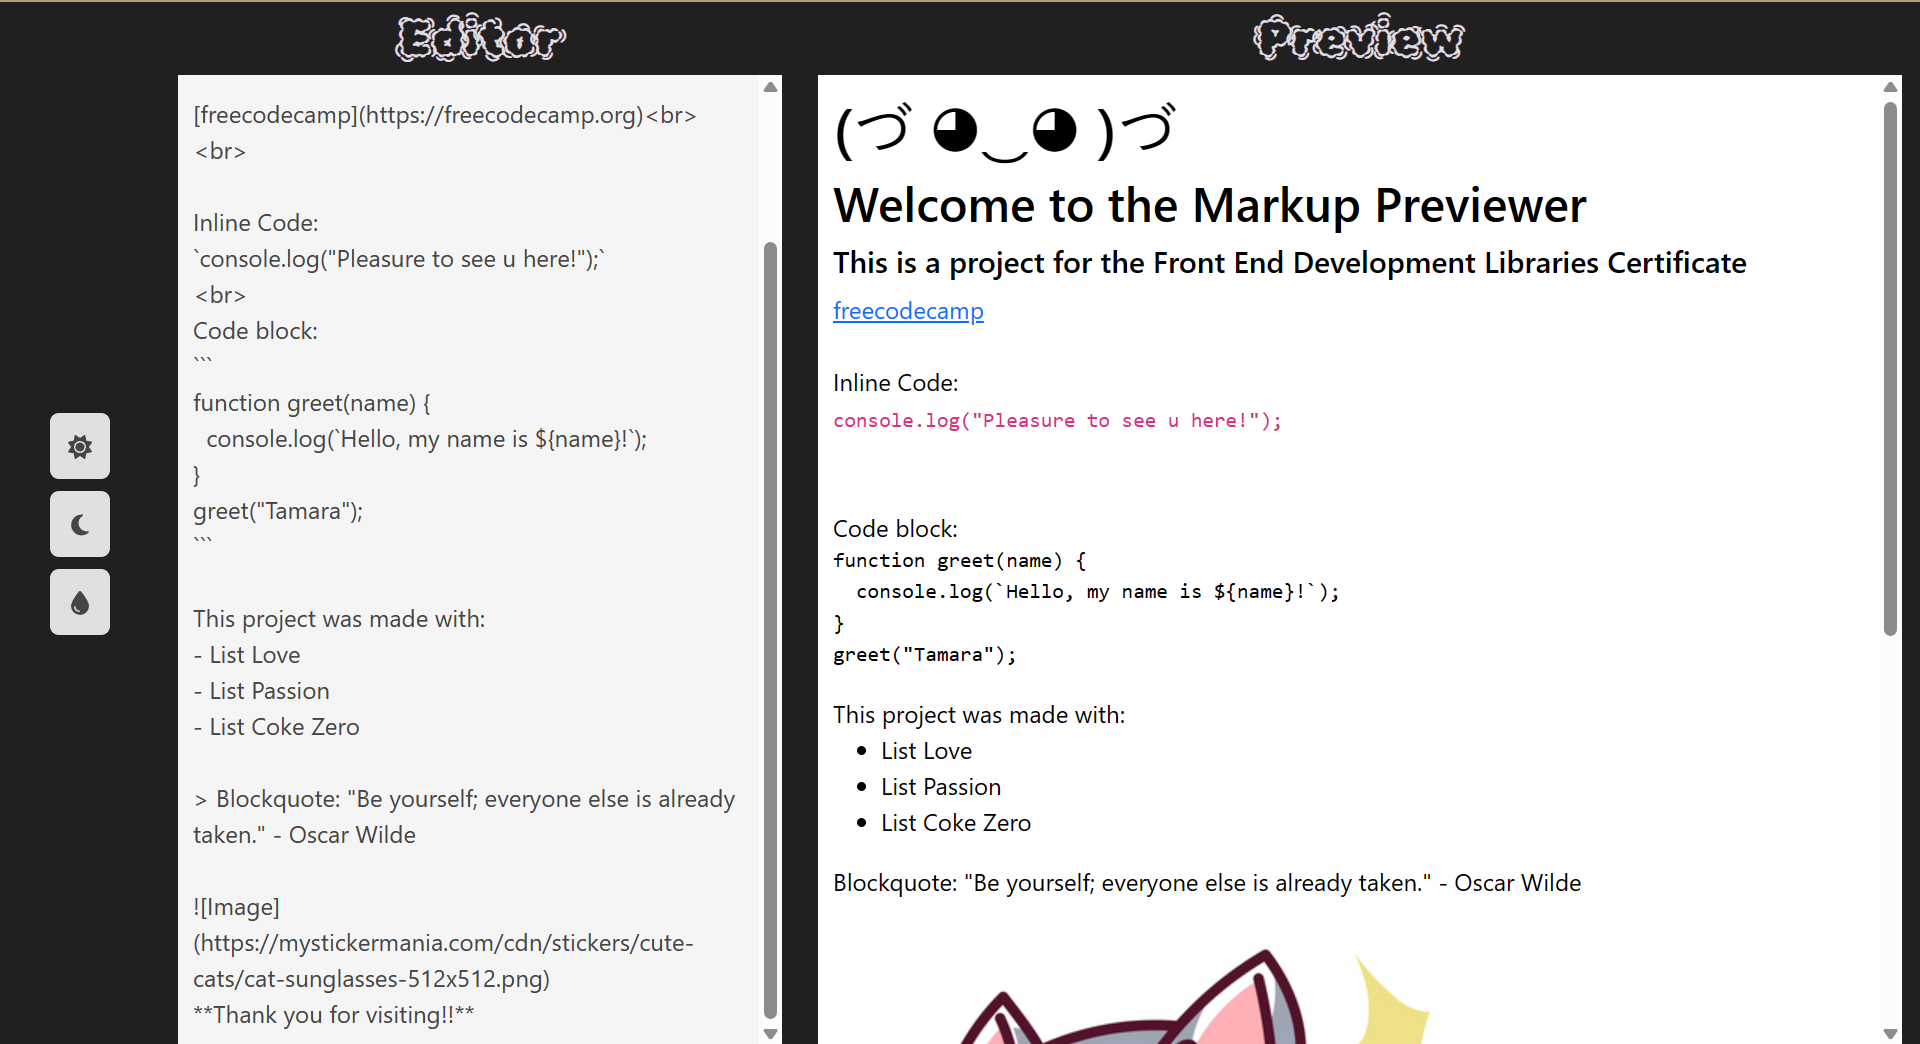 Editor
[freecodecamp](https://freecodecamp.org)<br>
<br>
Inline Code:
`console.log("Pleasure to see u here!");`
<br>
Code block:
```
function greet(name) {
  console.log(`Hello, my name is ${name}!`);
}
greet("Tamara");
```
This project was made with:
- List Love
- List Passion
- List Coke Zero
> Blockquote: "Be yourself; everyone else is already
taken." - Oscar Wilde
![Image]
(https://mystickermania.com/cdn/stickers/cute-
cats/cat-sunglasses-512x512.png)
**Thank you for visiting!!**
Preview
(づ ◕‿◕ )づ
Welcome to the Markup Previewer
This is a project for the Front End Development Libraries Certificate
freecodecamp
Inline Code:
console.log("Pleasure to see u here!");
Code block:
function greet(name) {
  console.log(`Hello, my name is ${name}!`);
}
greet("Tamara");
This project was made with:
• List Love
• List Passion
• List Coke Zero
Blockquote: "Be yourself; everyone else is already taken." - Oscar Wilde